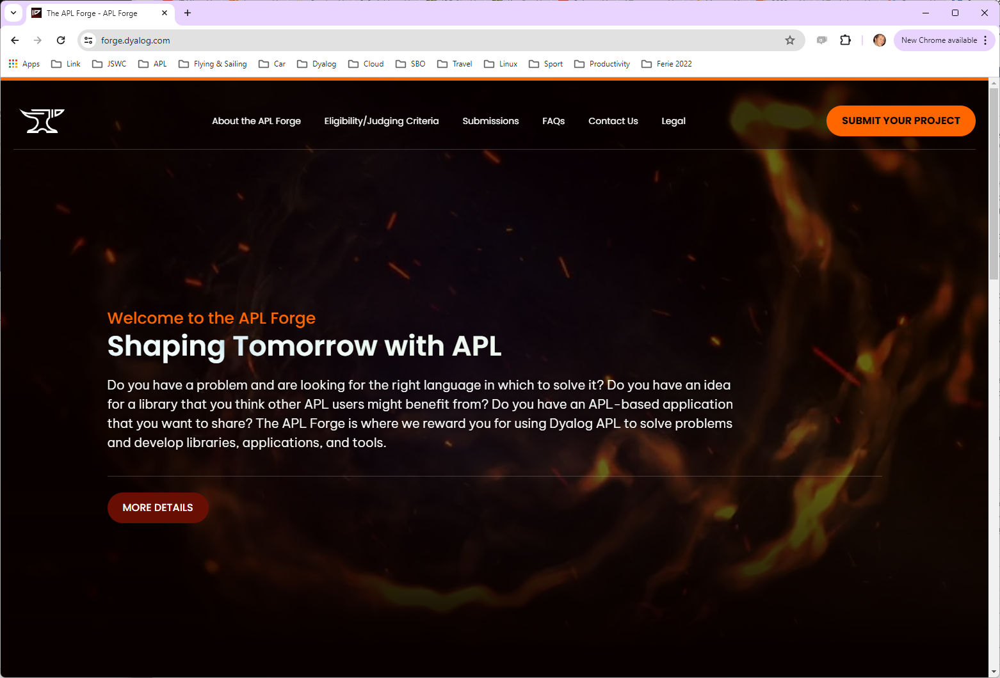 The APL Forge - APL Forge
forge.dyalog.com
New Chrome available
Apps Link JSWC APL Flying & Sailing Car Dyalog Cloud SBO Travel Linux Sport Productivity Ferie 2022
About the APL Forge Eligibility/Judging Criteria Submissions FAQs Contact Us Legal SUBMIT YOUR PROJECT
Welcome to the APL Forge
Shaping Tomorrow with APL
Do you have a problem and are looking for the right language in which to solve it? Do you have an idea
for a library that you think other APL users might benefit from? Do you have an APL-based application
that you want to share? The APL Forge is where we reward you for using Dyalog APL to solve problems
and develop libraries, applications, and tools.
MORE DETAILS